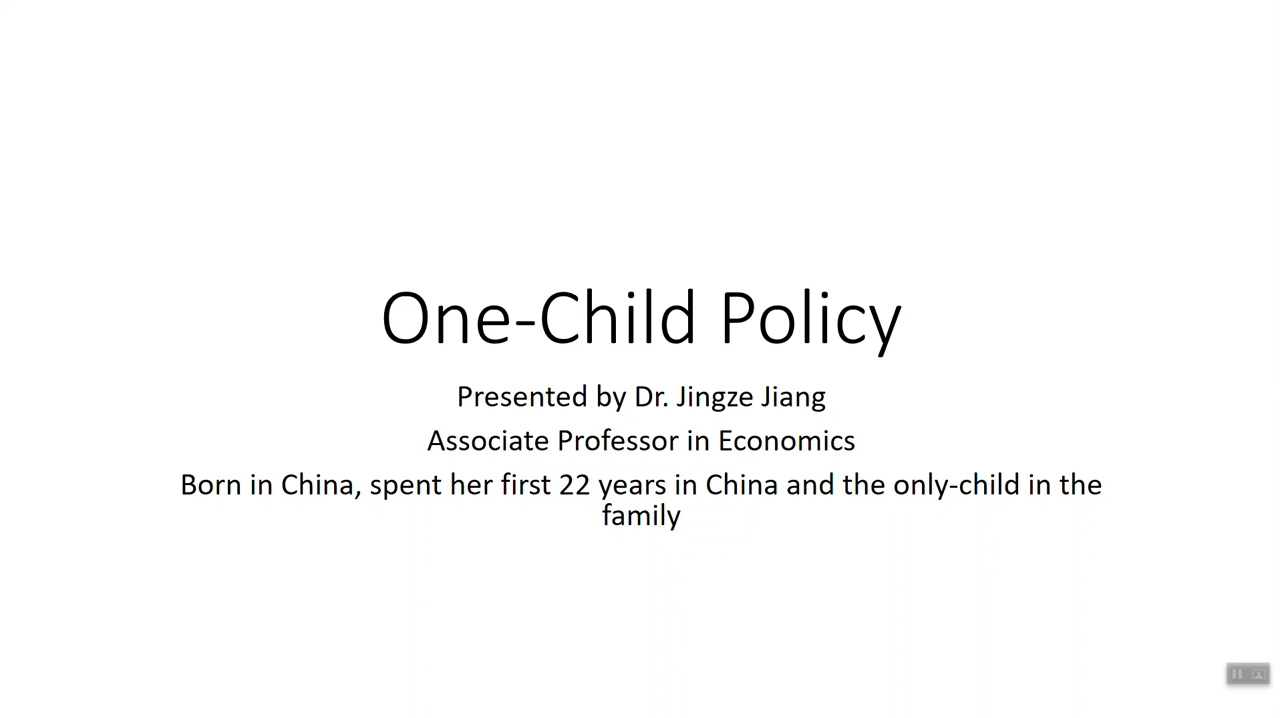 One-Child Policy
Presented by Dr. Jingze Jiang
Associate Professor in Economics
Born in China, spent her first 22 years in China and the only-child in the
family